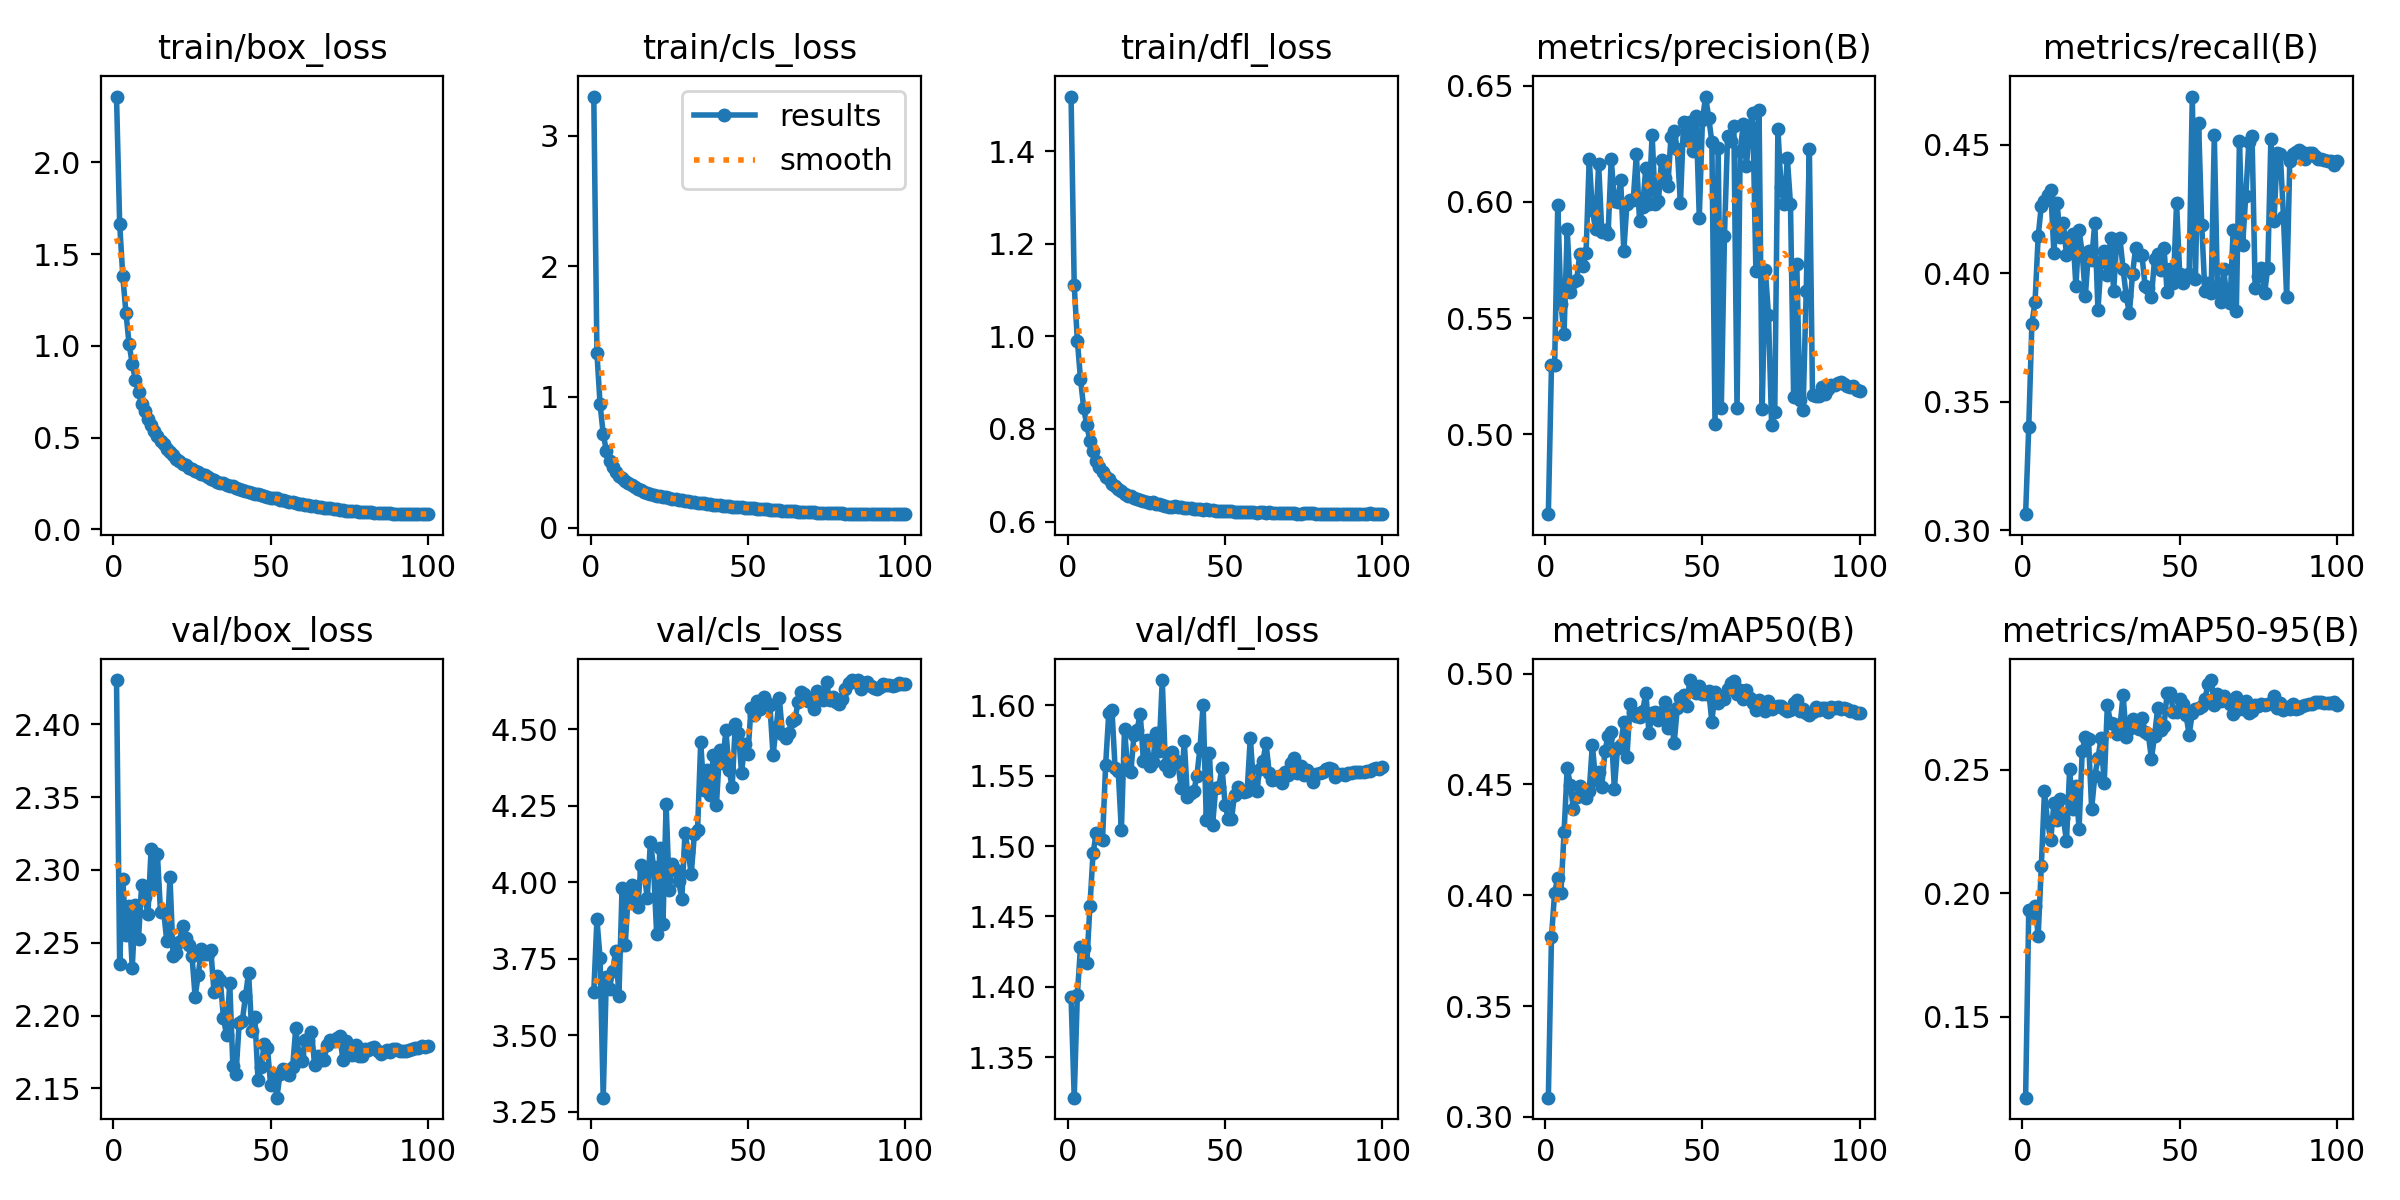 train/box_loss
2.0
1.5
1.0
0.5
0.0
0 50 100
train/cls_loss
results
smooth
3
2
1
0
0 50 100
train/dfl_loss
1.4
1.2
1.0
0.8
0.6
0 50 100
metrics/precision(B)
0.65
0.60
0.55
0.50
0 50 100
metrics/recall(B)
0.45
0.40
0.35
0.30
0 50 100
val/box_loss
2.40
2.35
2.30
2.25
2.20
2.15
0 50 100
val/cls_loss
4.50
4.25
4.00
3.75
3.50
3.25
0 50 100
val/dfl_loss
1.60
1.55
1.50
1.45
1.40
1.35
0 50 100
metrics/mAP50(B)
0.50
0.45
0.40
0.35
0.30
0 50 100
metrics/mAP50-95(B)
0.25
0.20
0.15
0 50 100